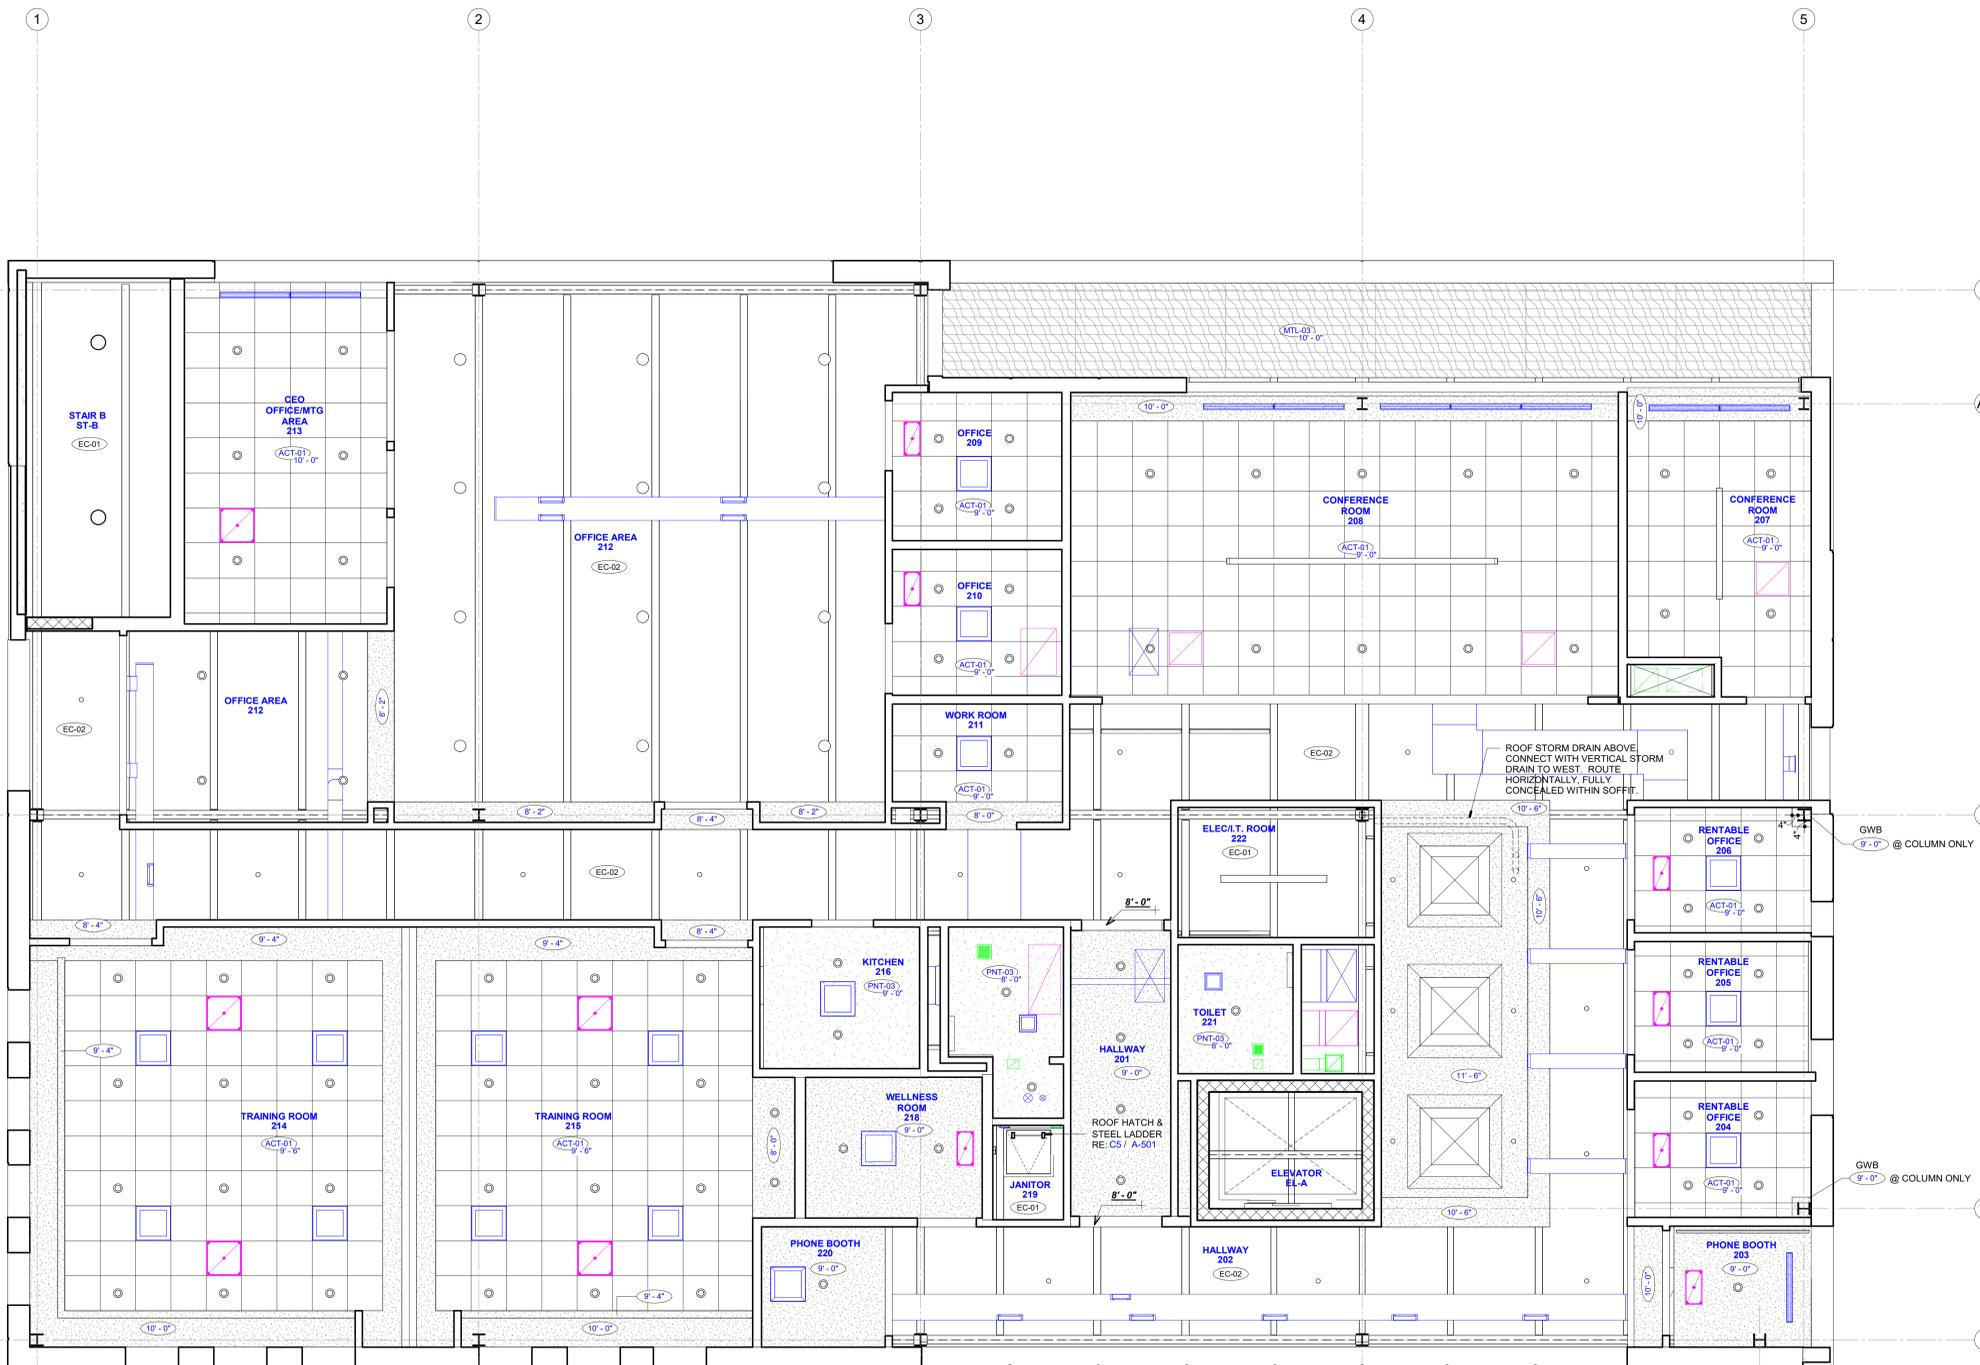 1
2
3
4
5
MTL-03
10' - 0"
STAIR B
ST-B
EC-01
CEO
OFFICE/MTG
AREA
213
ACT-01
10' - 0"
OFFICE AREA
212
EC-02
OFFICE
209
ACT-01
9' - 0"
10' - 0"
CONFERENCE
ROOM
208
ACT-01
9' - 0"
10' - 0"
CONFERENCE
ROOM
207
ACT-01
9' - 0"
OFFICE
210
ACT-01
9' - 0"
OFFICE AREA
212
EC-02
8' - 2"
WORK ROOM
211
ACT-01
9' - 0"
8' - 2"
8' - 4"
8' - 2"
8' - 0"
EC-02
ROOF STORM DRAIN ABOVE.
CONNECT WITH VERTICAL STORM
DRAIN TO WEST. ROUTE
HORIZONTALLY, FULLY
CONCEALED WITHIN SOFFIT.
10' - 6"
EC-02
ELEC/I.T. ROOM
222
EC-01
10' - 6"
RENTABLE
OFFICE
206
ACT-01
9' - 0"
4"
4"
GWB
9' - 0" @ COLUMN ONLY
8' - 4"
9' - 4"
9' - 4"
8' - 4"
8' - 0"
KITCHEN
216
PNT-03
9' - 0"
PNT-03
8' - 0"
TOILET
221
PNT-03
8' - 0"
RENTABLE
OFFICE
205
ACT-01
9' - 0"
9' - 4"
HALLWAY
201
9' - 0"
11' - 6"
TRAINING ROOM
214
ACT-01
9' - 6"
TRAINING ROOM
215
ACT-01
9' - 6"
8' - 0"
WELLNESS
ROOM
218
9' - 0"
ROOF HATCH &
STEEL LADDER
RE: C5 / A-501
JANITOR
219
EC-01
8' - 0"
ELEVATOR
EL-A
10' - 6"
RENTABLE
OFFICE
204
ACT-01
9' - 0"
GWB
9' - 0" @ COLUMN ONLY
PHONE BOOTH
220
9' - 0"
HALLWAY
202
EC-02
10' - 0"
PHONE BOOTH
203
9' - 0"
9' - 4"
10' - 0"
10' - 0"